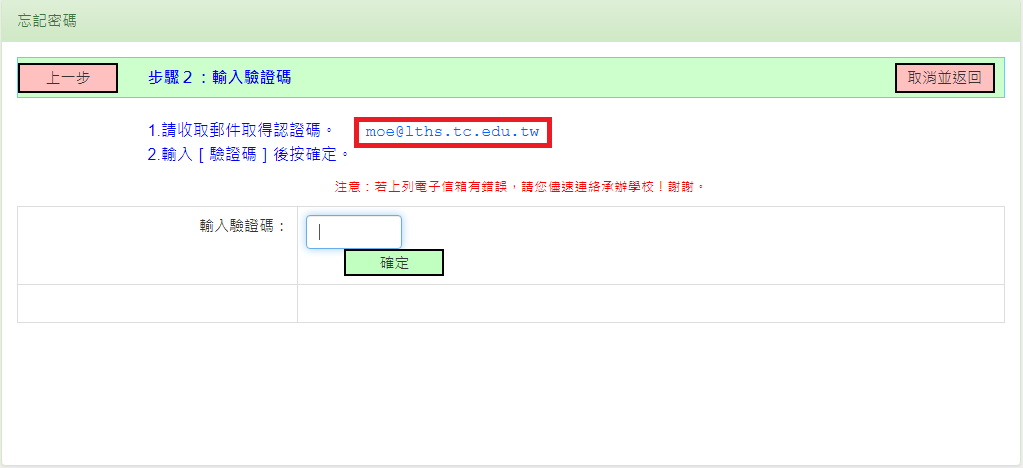 忘記密碼
上一步 步驟２：輸入驗證碼 取消並返回
1.請收取郵件取得認證碼。 moe@lths.tc.edu.tw
2.輸入［驗證碼］後按確定。
注意：若上列電子信箱有錯誤，請您儘速連絡承辦學校！謝謝。
輸入驗證碼：
確定